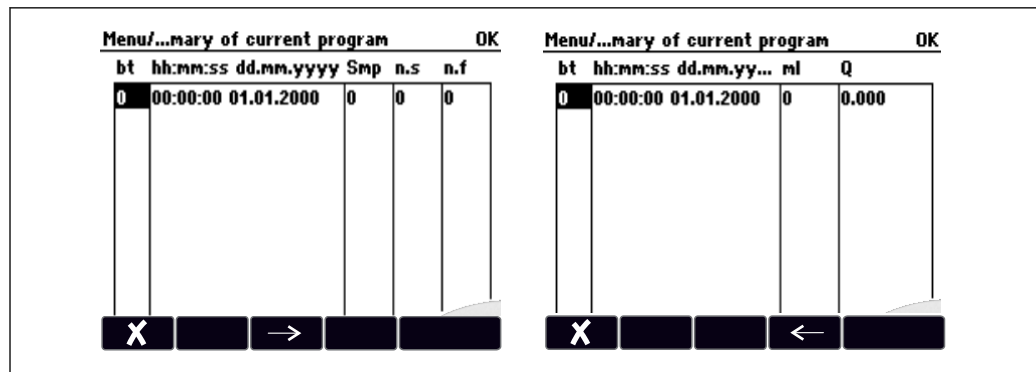 Menu/...mary of current program OK
bt hh:mm:ss dd.mm.yyyy Smp n.s n.f
0 00:00:00 01.01.2000 0 0 0
Menu/...mary of current program OK
bt hh:mm:ss dd.mm.yy... ml Q
0 00:00:00 01.01.2000 0 0.000